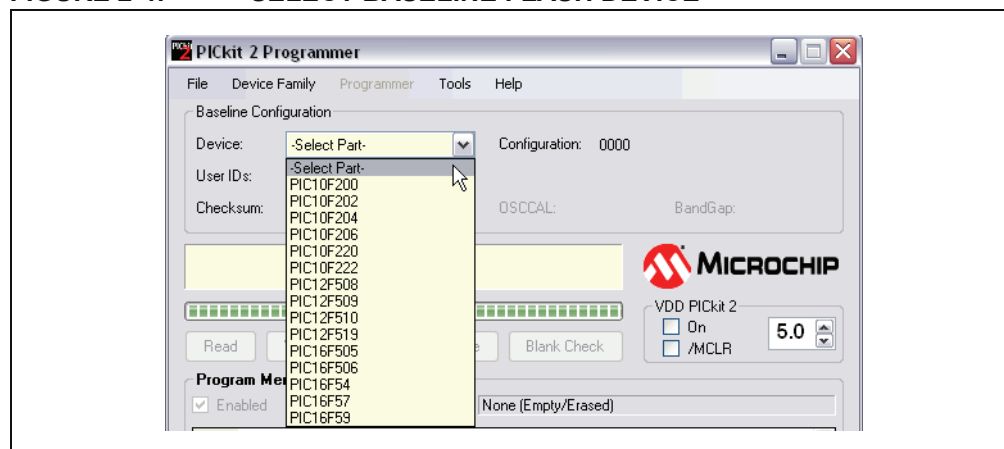 PICkit 2 Programmer
File Device Family Programmer Tools Help
Baseline Configuration
Device: -Select Part- Configuration: 0000
User IDs:
Checksum: OSCCAL: BandGap:
-Select Part-
PIC10F200
PIC10F202
PIC10F204
PIC10F206
PIC10F220
PIC10F222
PIC12F508
PIC12F509
PIC12F510
PIC12F519
PIC16F505
PIC16F506
PIC16F54
PIC16F57
PIC16F59
MICROCHIP
VDD PICkit 2
On
/MCLR
5.0
Read Blank Check
Enabled None (Empty/Erased)